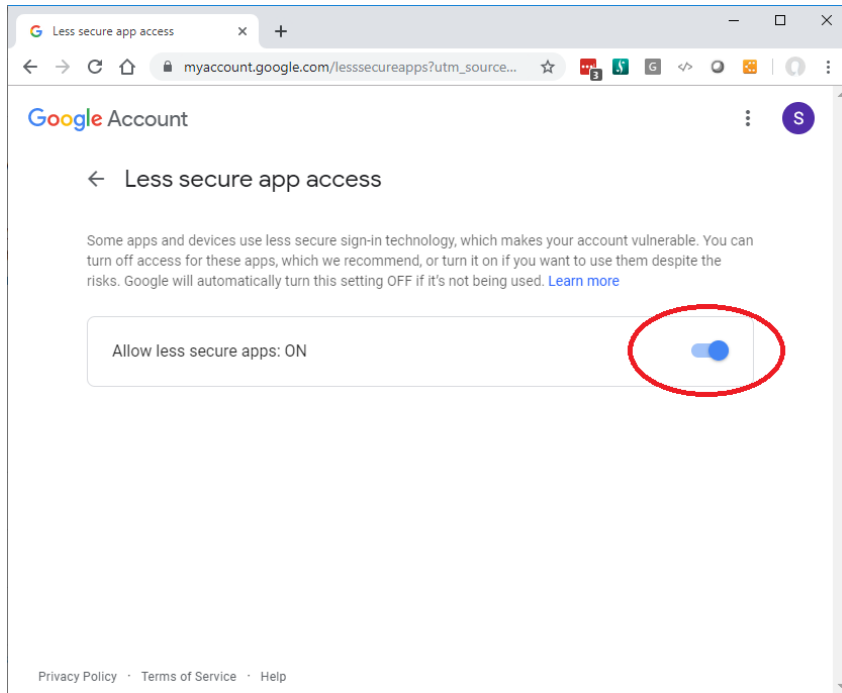 Less secure app access
myaccount.google.com/lesssecureapps?utm_source...
3
G
Google Account
S
Less secure app access
Some apps and devices use less secure sign-in technology, which makes your account vulnerable. You can
turn off access for these apps, which we recommend, or turn it on if you want to use them despite the
risks. Google will automatically turn this setting OFF if it's not being used. Learn more
Allow less secure apps: ON
Privacy Policy · Terms of Service · Help